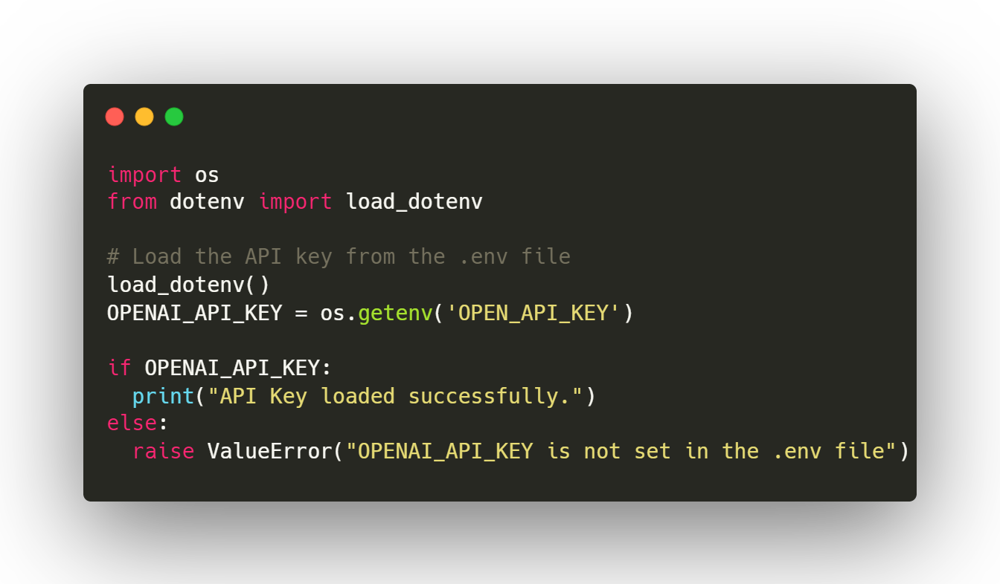 import os
from dotenv import load_dotenv
# Load the API key from the .env file
load_dotenv()
OPENAI_API_KEY = os.getenv('OPEN_API_KEY')
if OPENAI_API_KEY:
  print("API Key loaded successfully.")
else:
  raise ValueError("OPENAI_API_KEY is not set in the .env file")